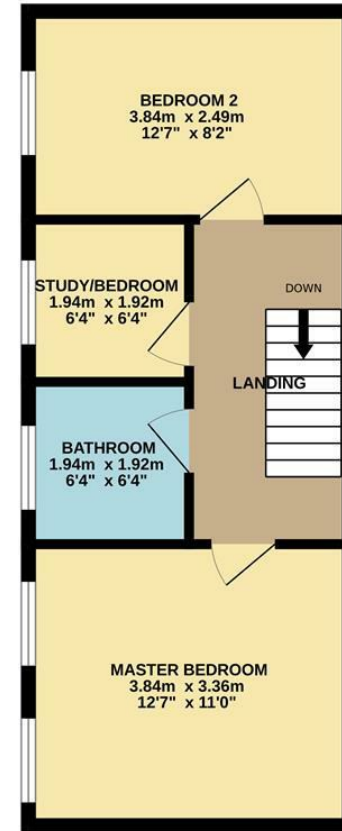 BEDROOM 2
3.84m x 2.49m
12'7" x 8'2"
STUDY/BEDROOM
1.94m x 1.92m
6'4" x 6'4"
DOWN
LANDING
BATHROOM
1.94m x 1.92m
6'4" x 6'4"
MASTER BEDROOM
3.84m x 3.36m
12'7" x 11'0"